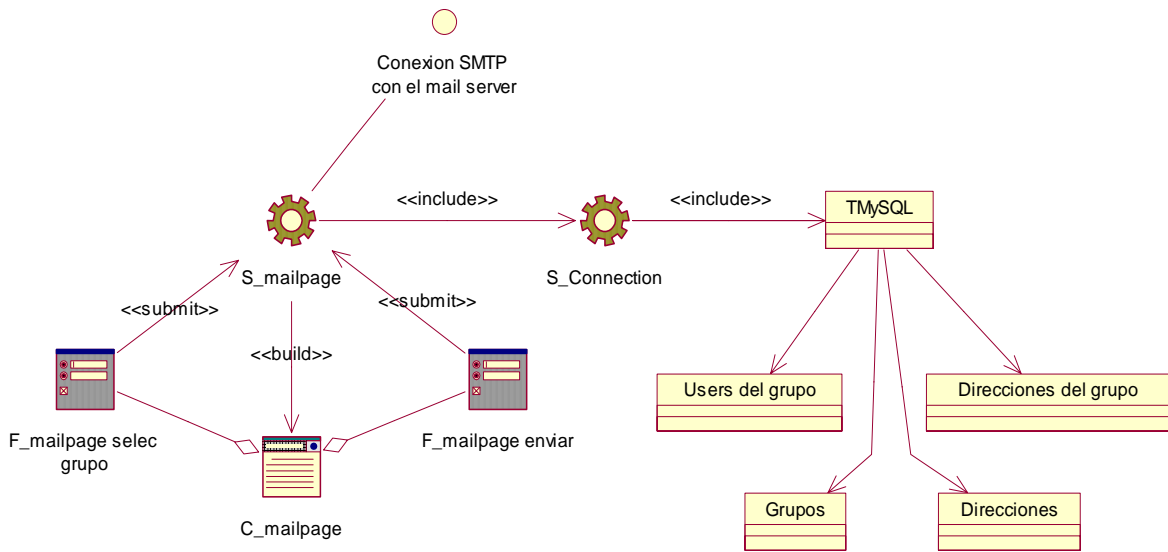 Conexion SMTP
con el mail server
<<include>>
<<include>>
TMySQL
S_mailpage
S_Connection
<<submit>>
<<submit>>
<<build>>
Users del grupo
Direcciones del grupo
F_mailpage selec
grupo
F_mailpage enviar
Grupos
Direcciones
C_mailpage